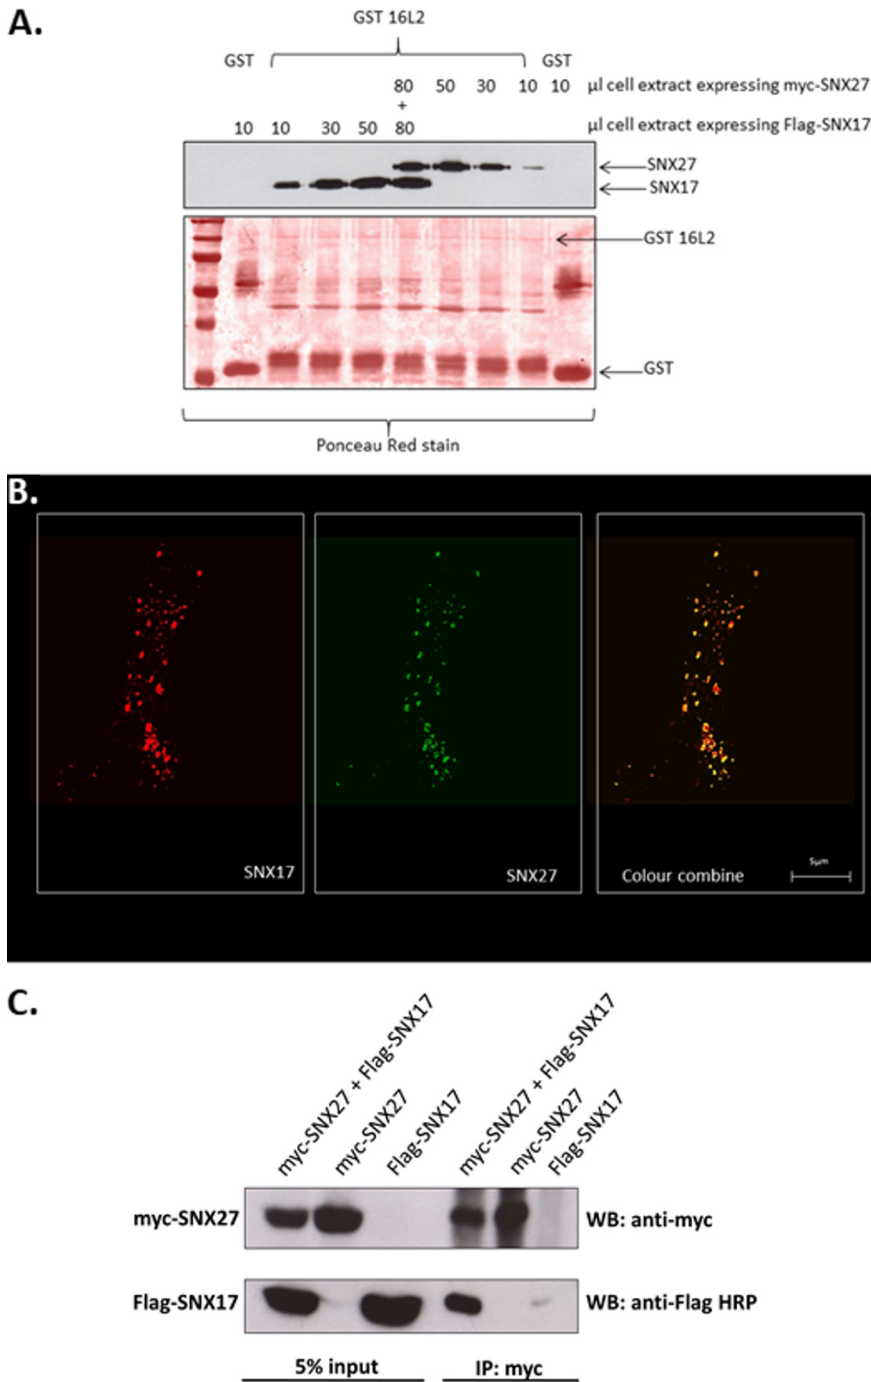 A.
GST 16L2
GST
GST
80 50 30 10 10 µl cell extract expressing myc-SNX27
+
10 10 30 50 80 µl cell extract expressing Flag-SNX17
SNX27
SNX17
GST 16L2
GST
Ponceau Red stain
B.
SNX17
SNX27
Colour combine
5µm
C.
myc-SNX27 + Flag-SNX17
myc-SNX27
Flag-SNX17
myc-SNX27 + Flag-SNX17
myc-SNX27
Flag-SNX17
myc-SNX27
WB: anti-myc
Flag-SNX17
WB: anti-Flag HRP
5% input
IP: myc